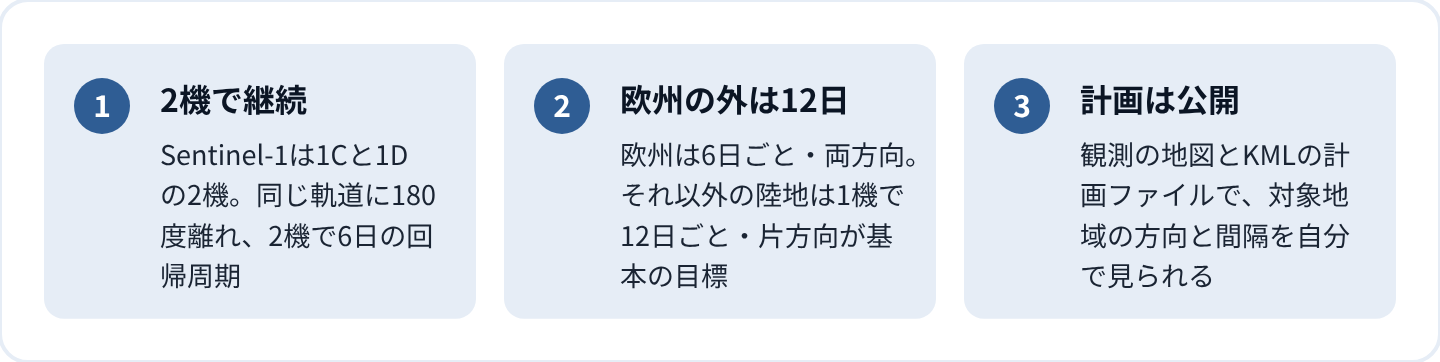 1
2機で継続
Sentinel-1は1Cと1D
の2機。同じ軌道に180
度離れ、2機で6日の回
帰周期
2
欧州の外は12日
欧州は6日ごと・両方向。
それ以外の陸地は1機で
12日ごと・片方向が基
本の目標
3
計画は公開
観測の地図とKMLの計
画ファイルで、対象地
域の方向と間隔を自分
で見られる